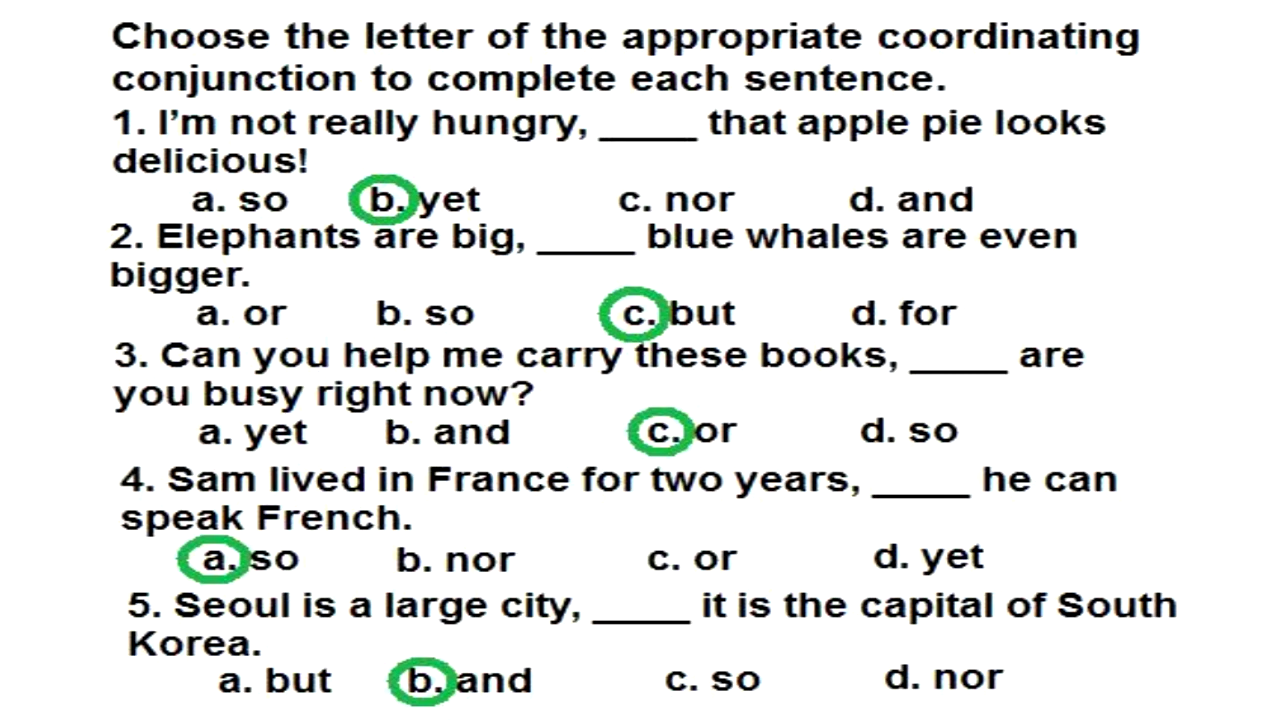 Choose the letter of the appropriate coordinating
conjunction to complete each sentence.
1. I’m not really hungry, _____ that apple pie looks
delicious!
a. so b. yet c. nor d. and
2. Elephants are big, _____ blue whales are even
bigger.
a. or b. so c. but d. for
3. Can you help me carry these books, _____ are
you busy right now?
a. yet b. and c. or d. so
4. Sam lived in France for two years, _____ he can
speak French.
a. so b. nor c. or d. yet
5. Seoul is a large city, _____ it is the capital of South
Korea.
a. but b. and c. so d. nor